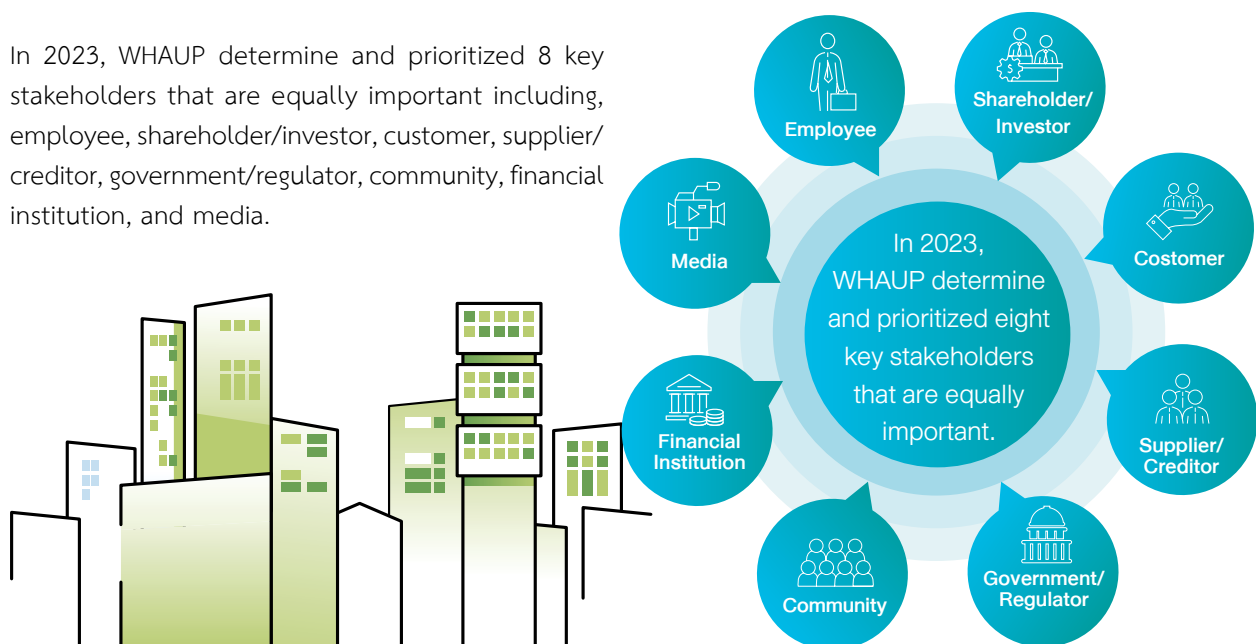 In 2023, WHAUP determine and prioritized 8 key
stakeholders that are equally important including,
employee, shareholder/investor, customer, supplier/
creditor, government/regulator, community, financial
institution, and media.
Employee
Shareholder/
Investor
Costomer
Supplier/
Creditor
Government/
Regulator
Community
Financial
Institution
Media
In 2023,
WHAUP determine
and prioritized eight
key stakeholders
that are equally
important.